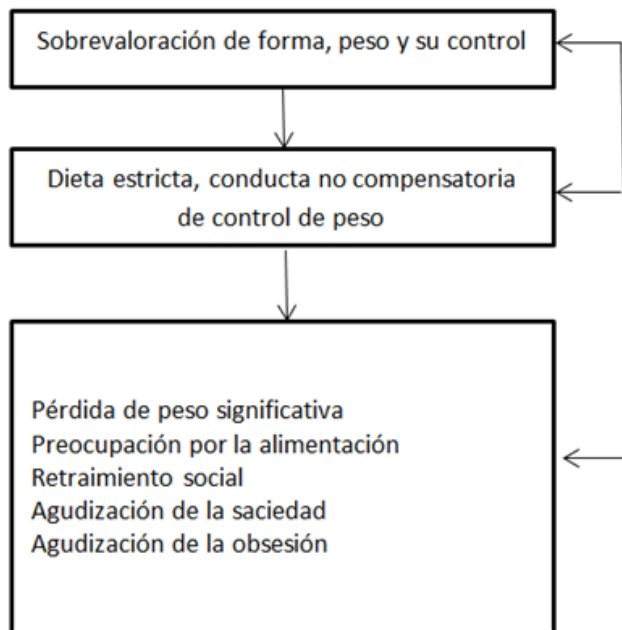 Sobrevaloración de forma, peso y su control
Dieta estricta, conducta no compensatoria
de control de peso
Pérdida de peso significativa
Preocupación por la alimentación
Retraimiento social
Agudización de la saciedad
Agudización de la obsesión